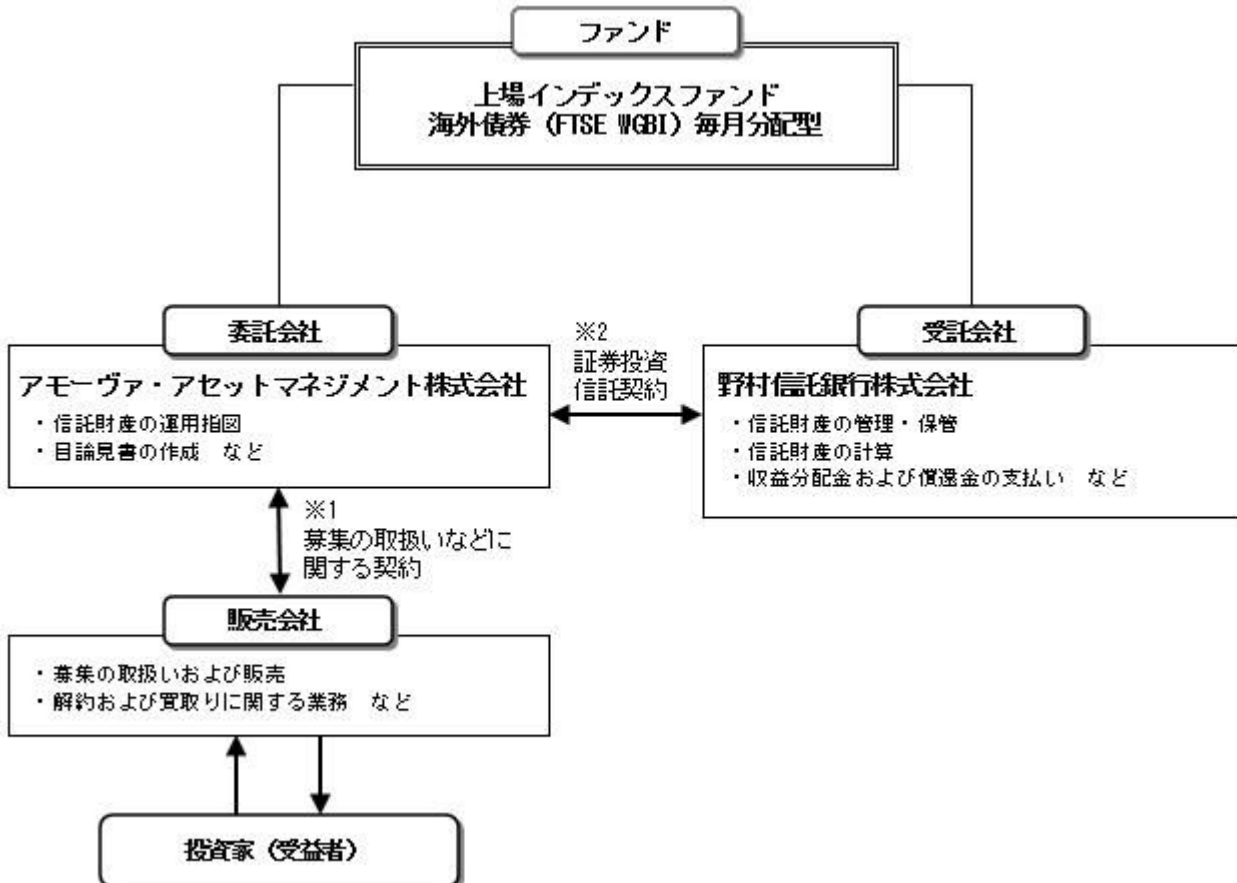 ファンド
上場インデックスファンド
海外債券（FTSE WGBI）毎月分配型
委託会社
アモーヴァ・アセットマネジメント株式会社
・信託財産の運用指図
・目論見書の作成　など
※2
証券投資
信託契約
受託会社
野村信託銀行株式会社
・信託財産の管理・保管
・信託財産の計算
・収益分配金および償還金の支払い　など
※1
募集の取扱いなどに
関する契約
販売会社
・募集の取扱いおよび販売
・解約および買取りに関する業務　など
投資家（受益者）